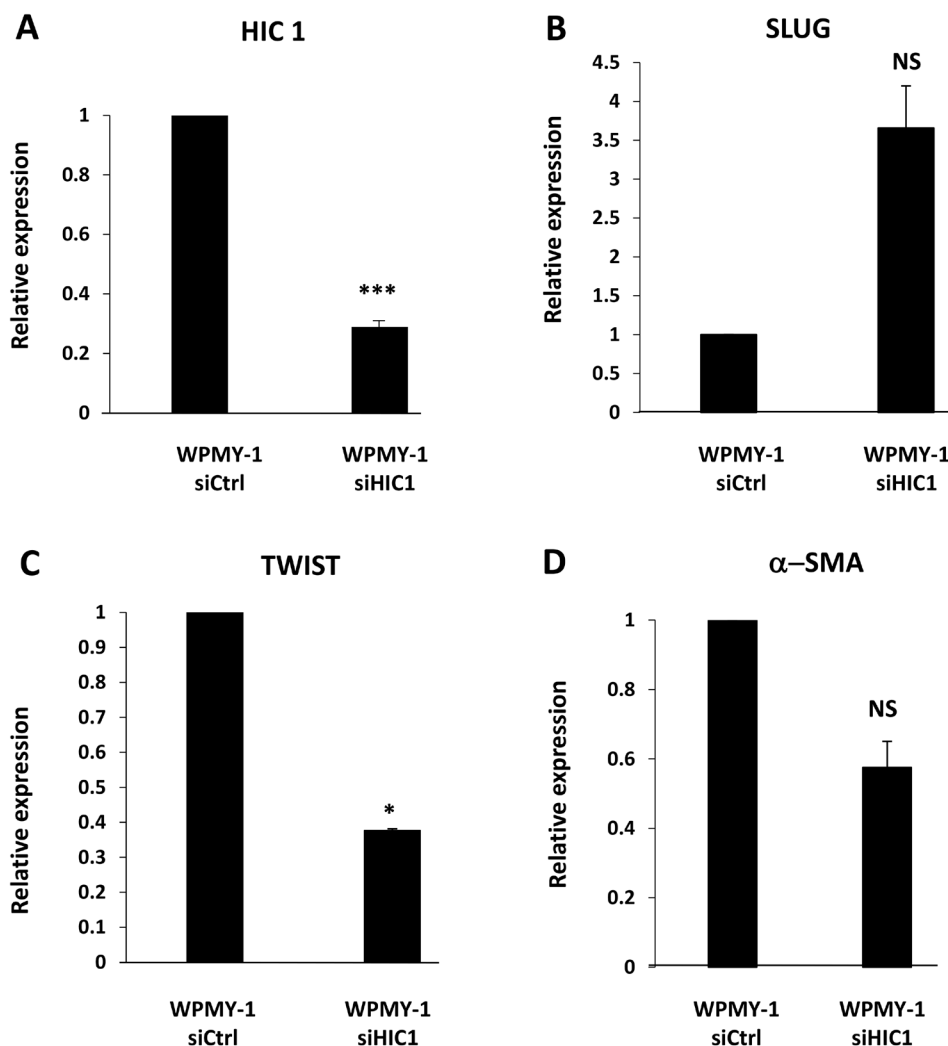 A
HIC 1
Relative expression
1
0.8
0.6
0.4
0.2
0
***
WPMY-1
siCtrl
WPMY-1
siHIC1
B
SLUG
Relative expression
4.5
4
3.5
3
2.5
2
1.5
1
0.5
0
NS
WPMY-1
siCtrl
WPMY-1
siHIC1
C
TWIST
Relative expression
1
0.9
0.8
0.7
0.6
0.5
0.4
0.3
0.2
0.1
0
*
WPMY-1
siCtrl
WPMY-1
siHIC1
D
α–SMA
Relative expression
1
0.8
0.6
0.4
0.2
0
NS
WPMY-1
siCtrl
WPMY-1
siHIC1